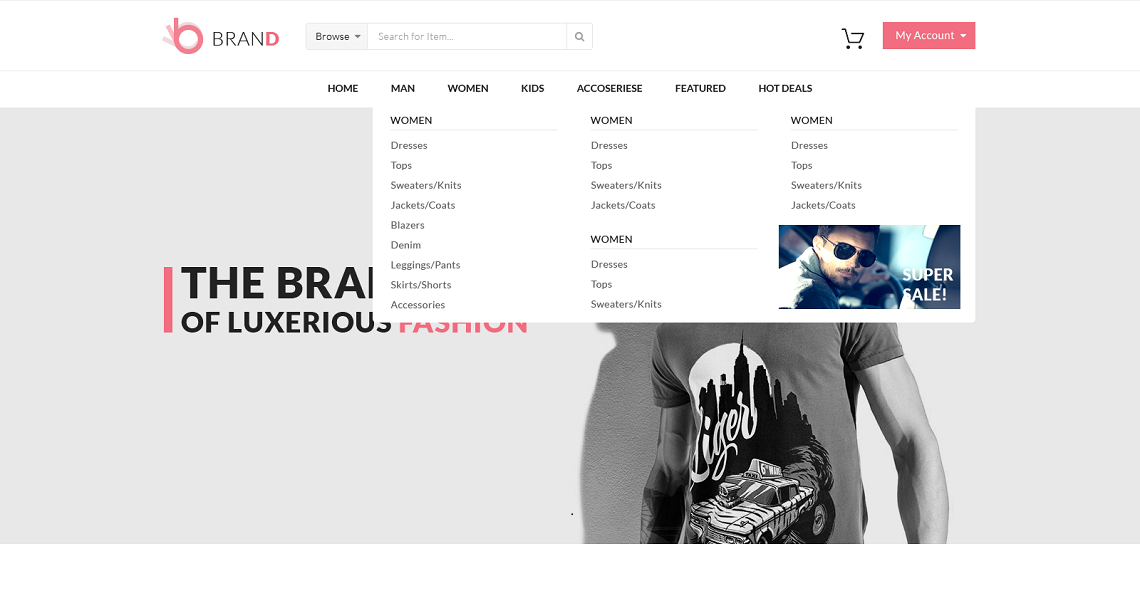 BRAND
Browse
Search for Item...
My Account
HOME MAN WOMEN KIDS ACCOSERIESE FEATURED HOT DEALS
WOMEN
Dresses
Tops
Sweaters/Knits
Jackets/Coats
Blazers
Denim
Leggings/Pants
Skirts/Shorts
Accessories
WOMEN
Dresses
Tops
Sweaters/Knits
Jackets/Coats
WOMEN
Dresses
Tops
Sweaters/Knits
WOMEN
Dresses
Tops
Sweaters/Knits
Jackets/Coats
SUPER
SALE!
THE BRA
OF LUXERIOUS FASHION
Liger
TAXI